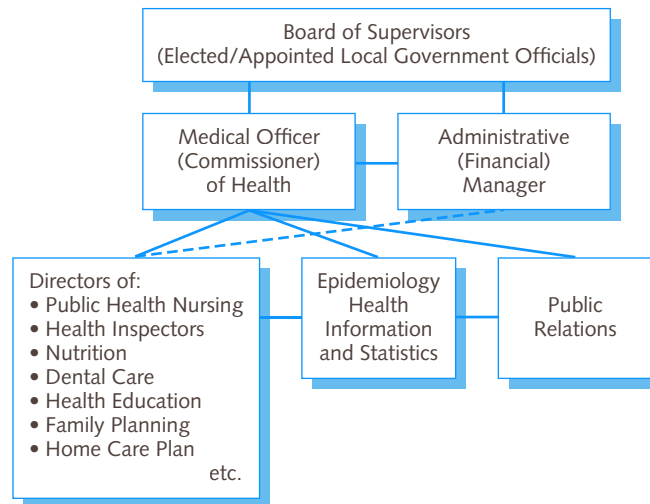 Board of Supervisors
(Elected/Appointed Local Government Officials)
Medical Officer
(Commissioner)
of Health
Administrative
(Financial)
Manager
Directors of:
• Public Health Nursing
• Health Inspectors
• Nutrition
• Dental Care
• Health Education
• Family Planning
• Home Care Plan
etc.
Epidemiology
Health
Information
and Statistics
Public
Relations